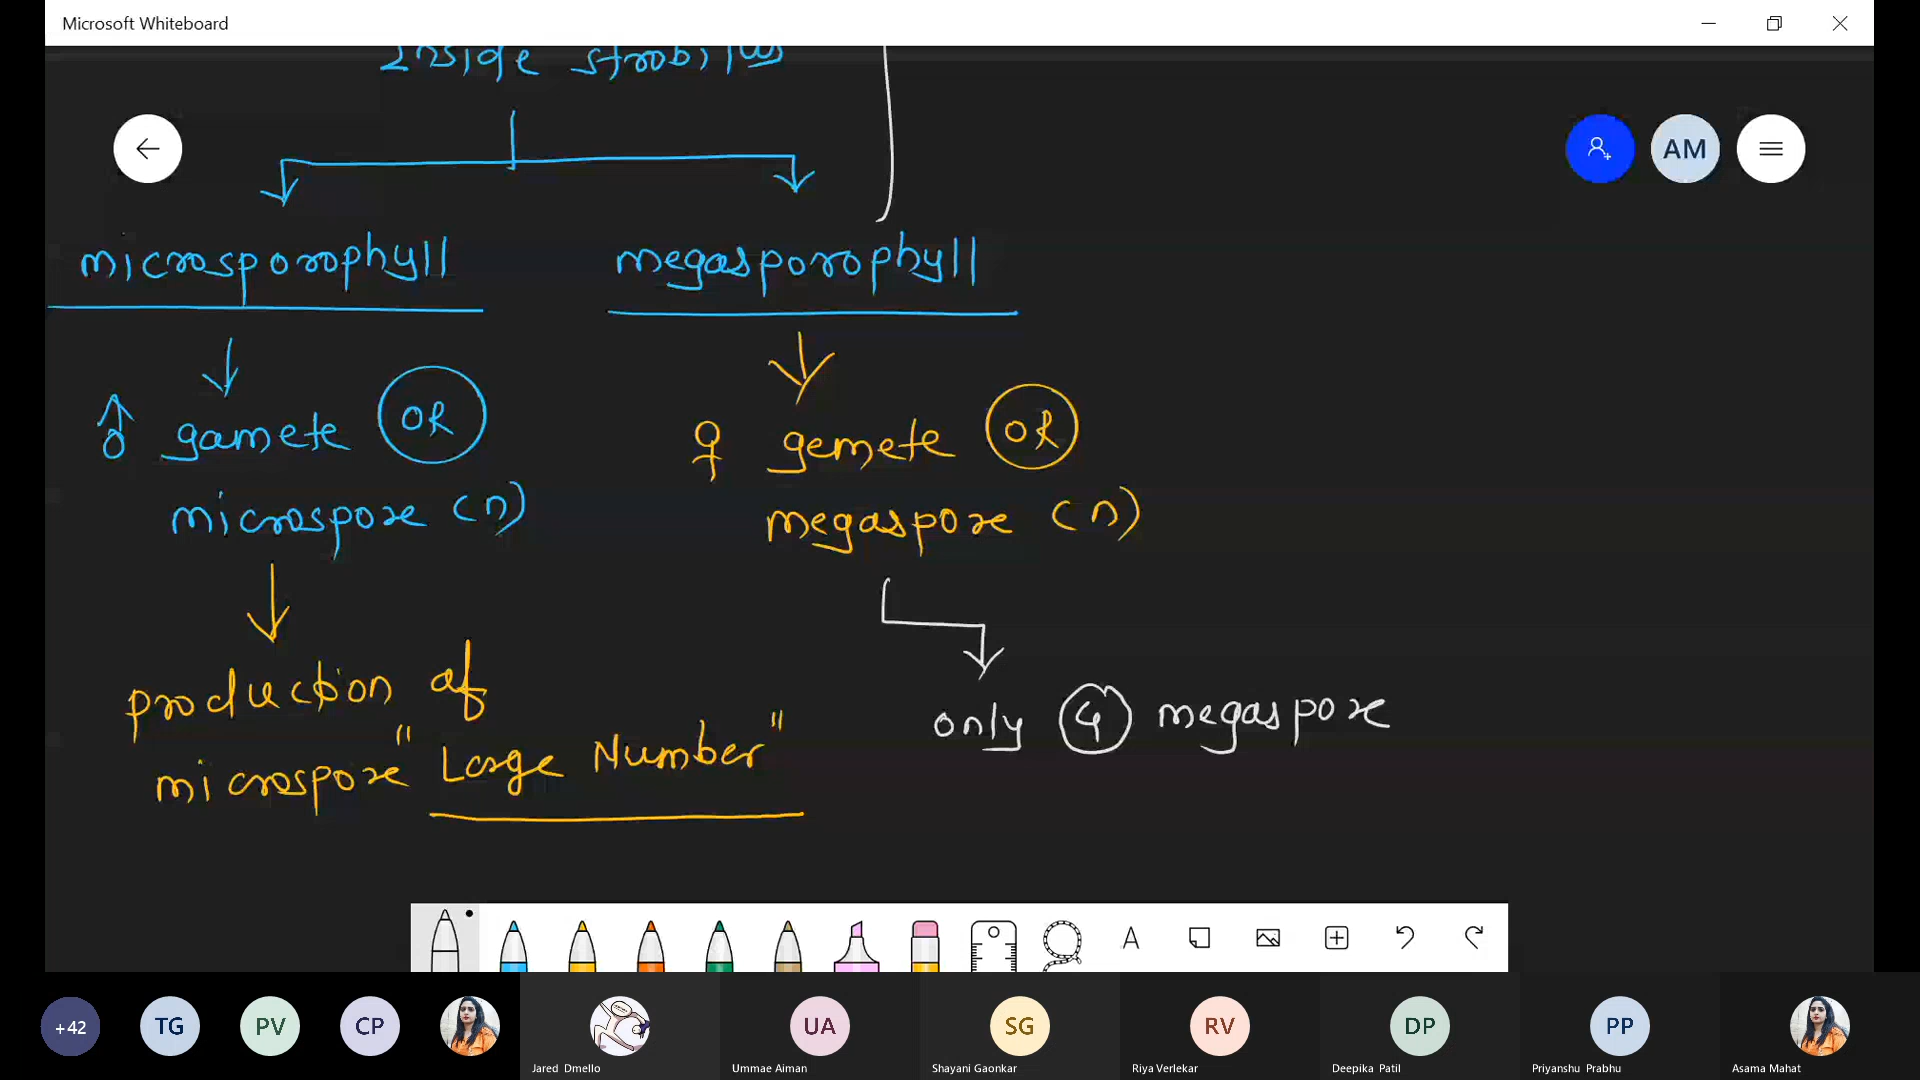 Microsoft Whiteboard
inside strobilus
AM
microsporophyll
megasporophyll
♂ gamete OR
microspore (n)
♀ gemete OR
megaspore (n)
production of
microspore "Large Number"
only 4 megaspore
A
+42
TG
PV
CP
UA
SG
RV
DP
PP
Jared Dmello
Ummae Aiman
Shayani Gaonkar
Riya Verlekar
Deepika Patil
Priyanshu Prabhu
Asama Mahat